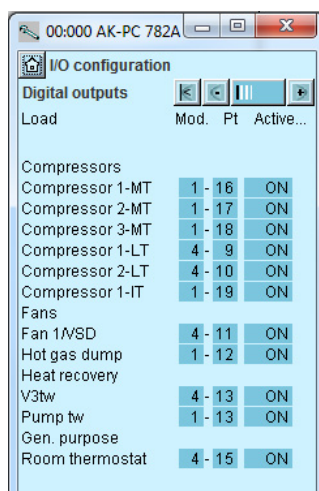 00:000 AK-PC 782A
I/O configuration
Digital outputs
Load Mod. Pt Active...
Compressors
Compressor 1-MT 1 - 16 ON
Compressor 2-MT 1 - 17 ON
Compressor 3-MT 1 - 18 ON
Compressor 1-LT 4 - 9 ON
Compressor 2-LT 4 - 10 ON
Compressor 1-IT 1 - 19 ON
Fans
Fan 1/VSD 4 - 11 ON
Hot gas dump 1 - 12 ON
Heat recovery
V3tw 4 - 13 ON
Pump tw 1 - 13 ON
Gen. purpose
Room thermostat 4 - 15 ON